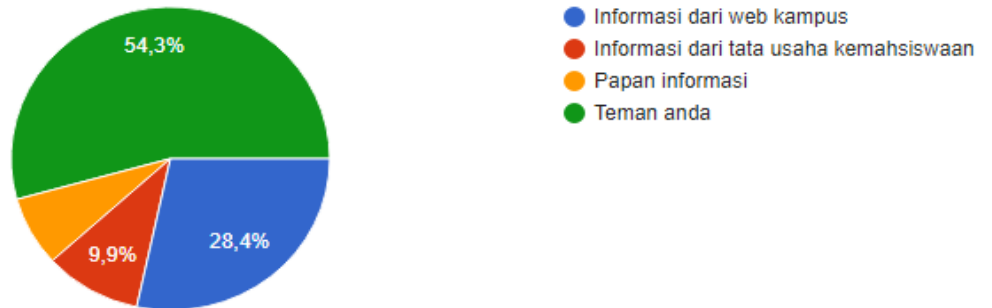 54,3%
9,9%
28,4%
Informasi dari web kampus
Informasi dari tata usaha kemahsiswaan
Papan informasi
Teman anda